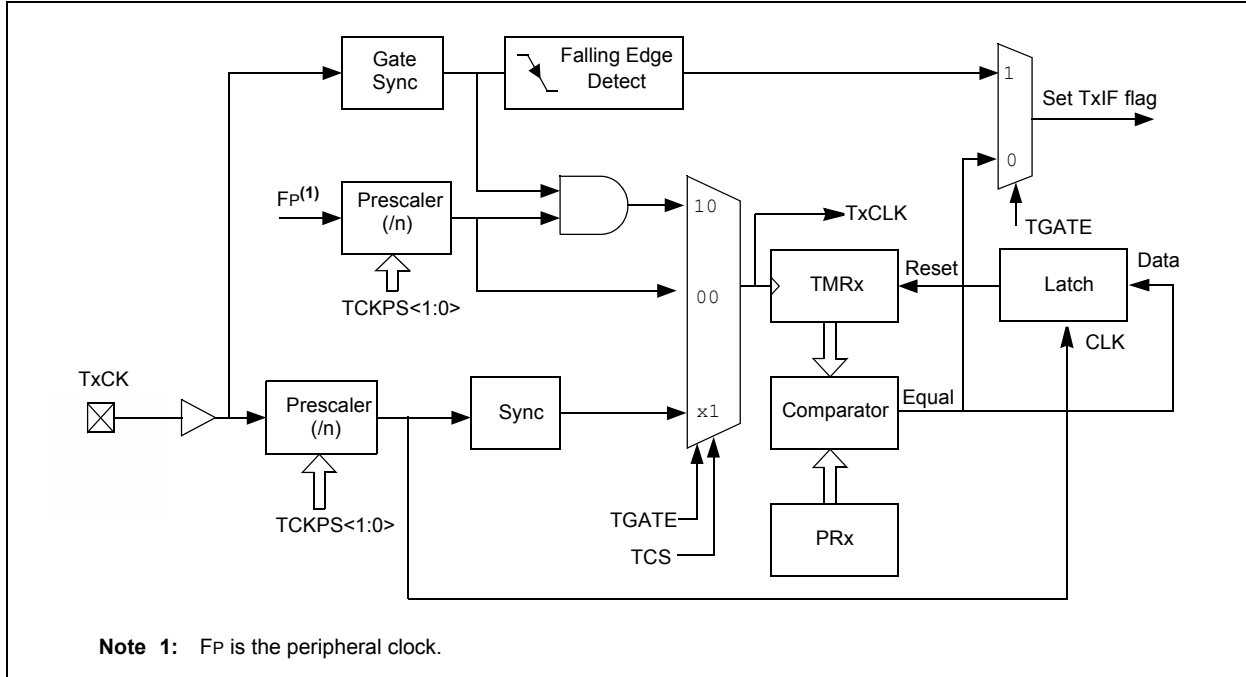 Gate
Sync
Falling Edge
Detect
1
Set TxIF flag
0
FP(1)
Prescaler
(/n)
10
TxCLK
TGATE
TCKPS<1:0>
00
TMRx
Reset
Latch
Data
CLK
TxCK
Prescaler
(/n)
Sync
x1
Comparator
Equal
TCKPS<1:0>
TGATE
TCS
PRx
Note 1: FP is the peripheral clock.